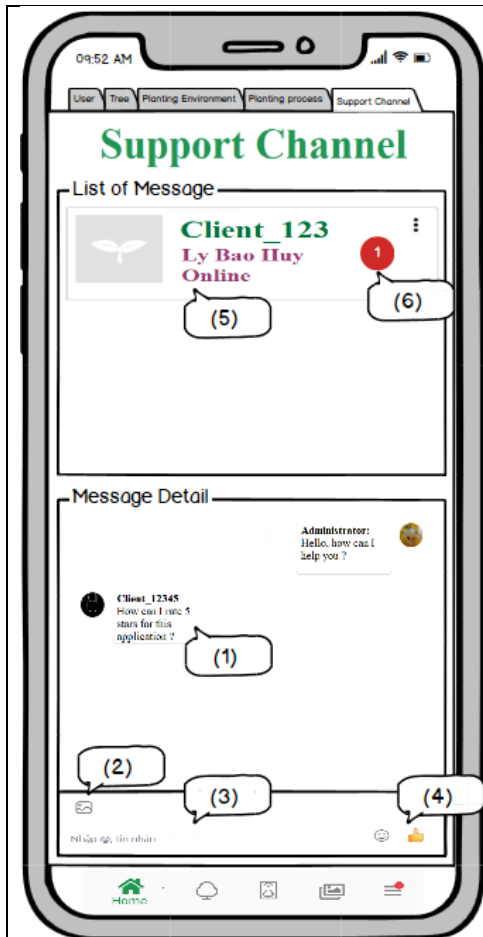 09:52 AM
User Tree Planting Environment Planting process Support Channel
Support Channel
List of Message
Client_123
Ly Bao Huy
Online
1
(5)
(6)
Message Detail
Administrator:
Hello, how can I
help you ?
Client_12345
How can I rate 5
stars for this
application ?
(1)
(2)
(3)
(4)
Nhập tin nhắn
Home